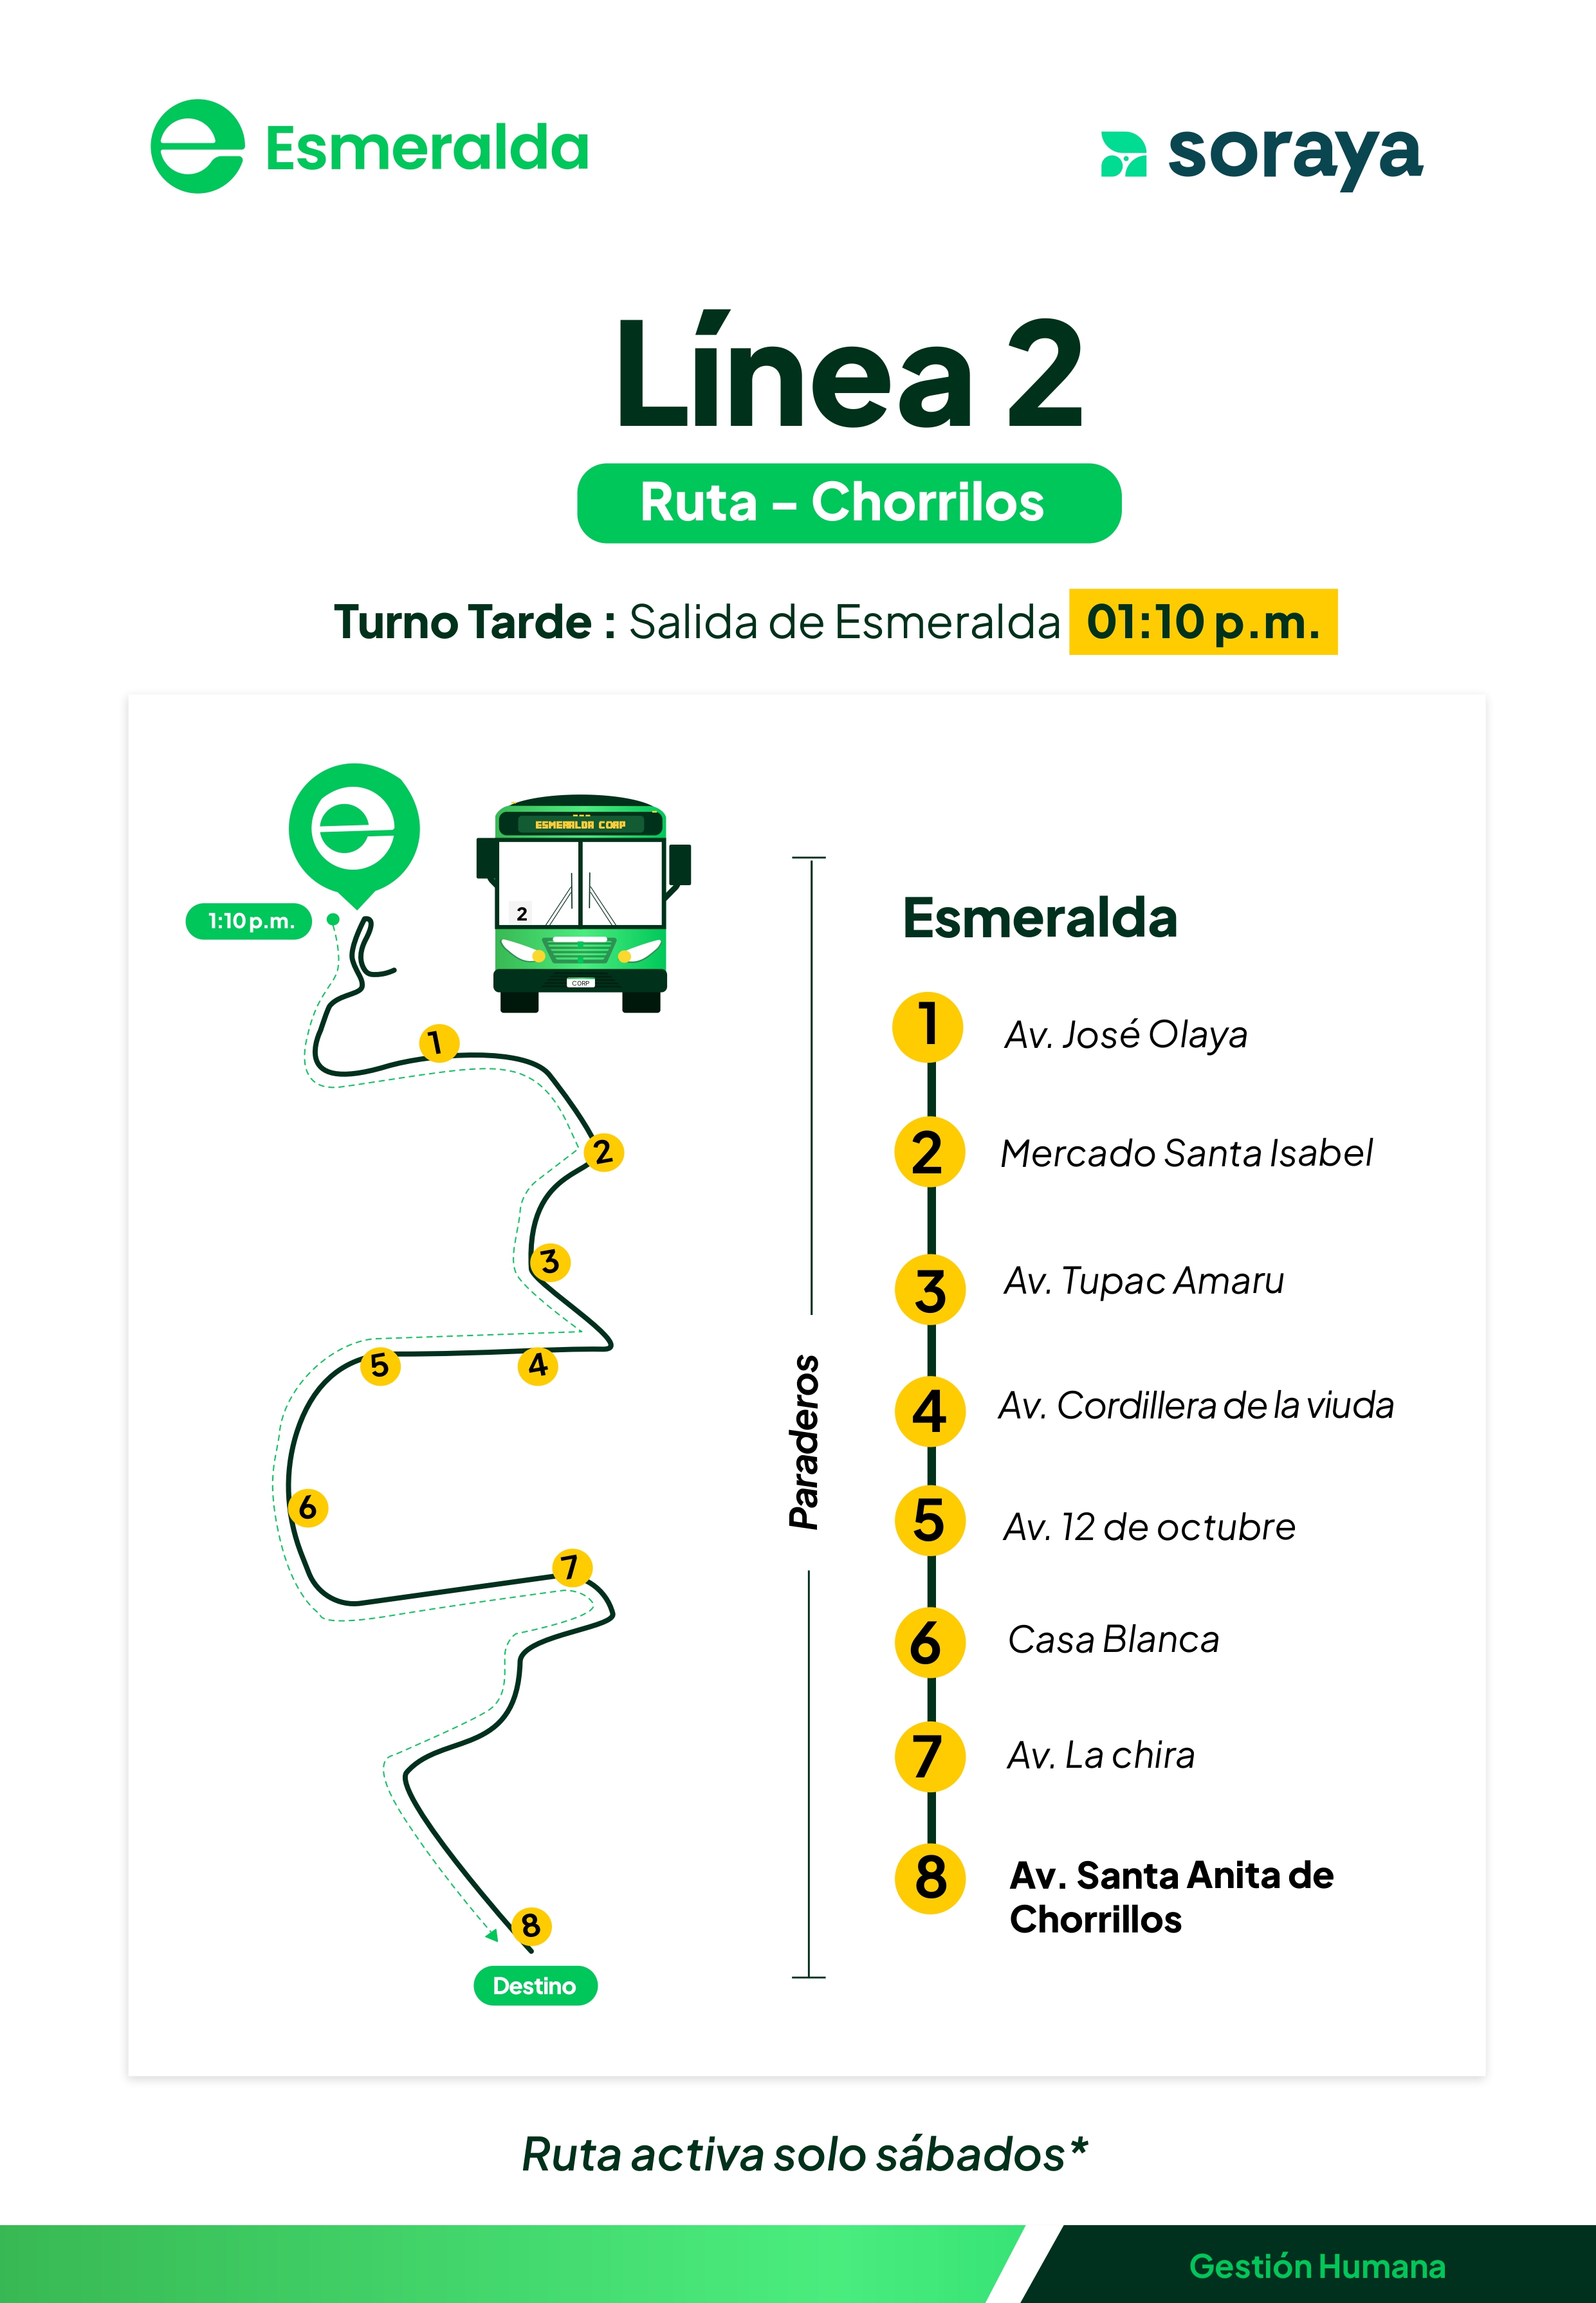 Esmeralda
soraya
Línea 2
Ruta - Chorrilos
Turno Tarde : Salida de Esmeralda 01:10 p.m.
ESMERALDA CORP
2
CORP
1:10 p.m.
1
2
3
4
5
6
7
8
Destino
Paraderos
Esmeralda
1 Av. José Olaya
2 Mercado Santa Isabel
3 Av. Tupac Amaru
4 Av. Cordillera de la viuda
5 Av. 12 de octubre
6 Casa Blanca
7 Av. La chira
8 Av. Santa Anita de
Chorrillos
Ruta activa solo sábados*
Gestión Humana